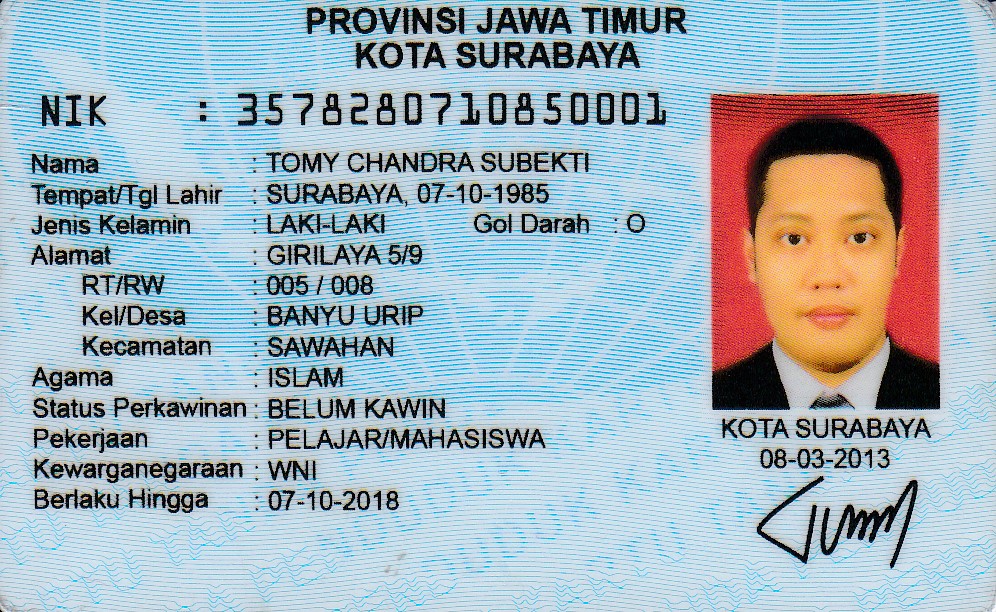 PROVINSI JAWA TIMUR
KOTA SURABAYA
NIK : 3578280710850001
Nama : TOMY CHANDRA SUBEKTI
Tempat/Tgl Lahir : SURABAYA, 07-10-1985
Jenis Kelamin : LAKI-LAKI Gol Darah : O
Alamat : GIRILAYA 5/9
RT/RW : 005 / 008
Kel/Desa : BANYU URIP
Kecamatan : SAWAHAN
Agama : ISLAM
Status Perkawinan : BELUM KAWIN
Pekerjaan : PELAJAR/MAHASISWA
Kewarganegaraan : WNI
Berlaku Hingga : 07-10-2018
KOTA SURABAYA
08-03-2013